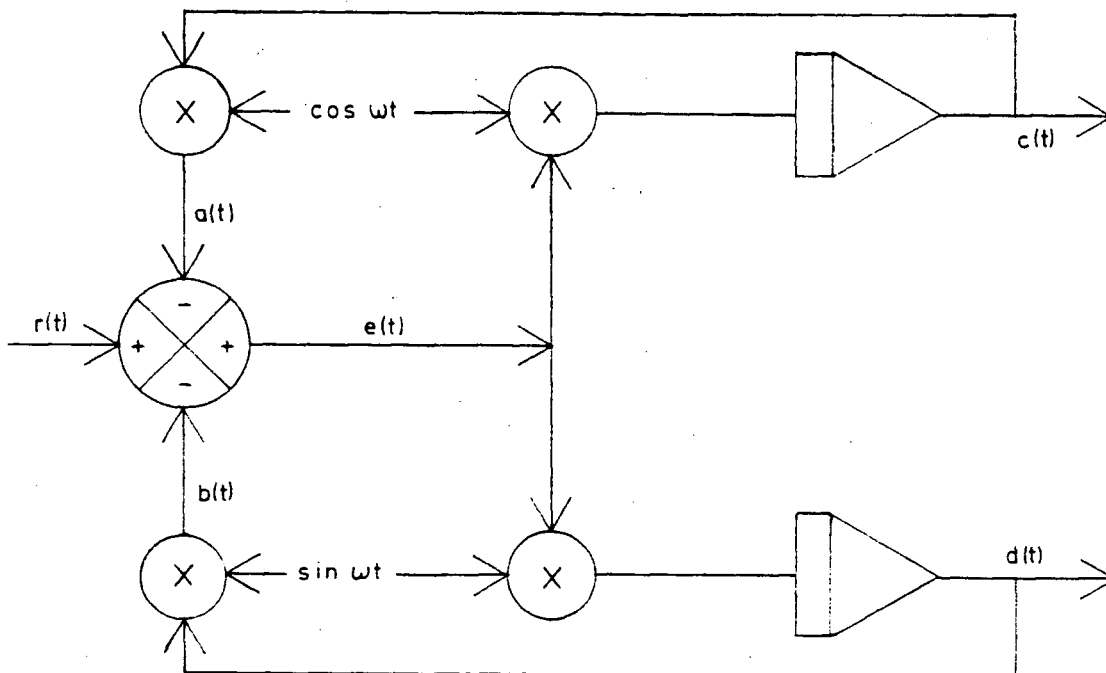 X
cos ωt
X
c(t)
a(t)
-
r(t)
+
+
e(t)
-
b(t)
X
sin ωt
X
d(t)